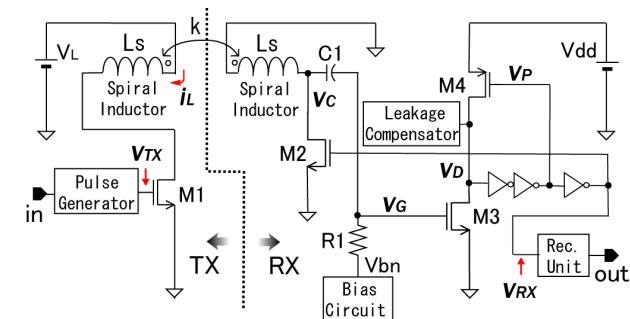 k
VL
Ls
Ls
C1
Vdd
Spiral
Inductor
iL
Spiral
Inductor
VC
M4
VP
Leakage
Compensator
VTX
M2
VD
Pulse
Generator
M1
in
VG
M3
R1
TX
RX
Vbn
Rec.
Unit
out
VRX
Bias
Circuit